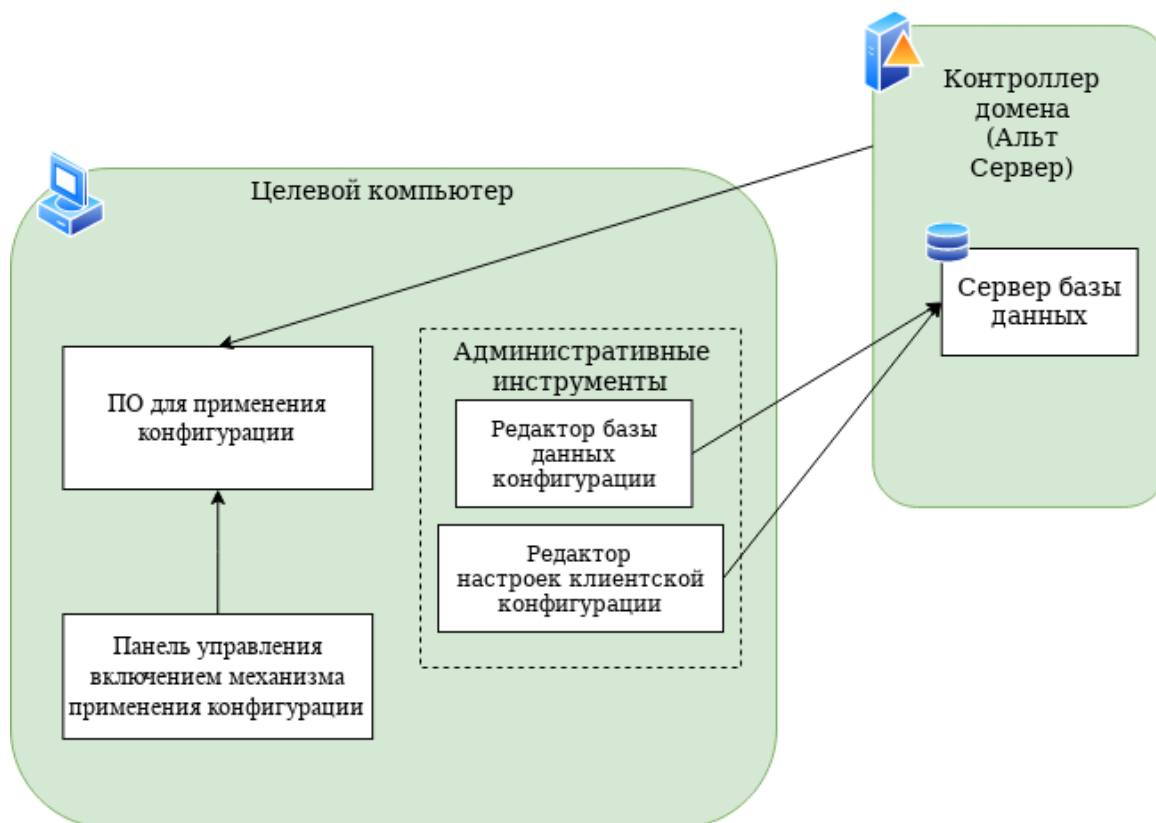 Контроллер
домена
(Альт
Сервер)
Целевой компьютер
Сервер базы
данных
Административные
инструменты
ПО для применения
конфигурации
Редактор базы
данных
конфигурации
Редактор
настроек клиентской
конфигурации
Панель управления
включением механизма
применения конфигурации